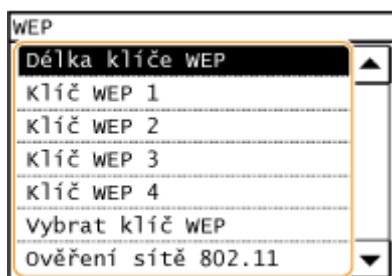 WEP
Délka klíče WEP
Klíč WEP 1
Klíč WEP 2
Klíč WEP 3
Klíč WEP 4
Vybrat klíč WEP
Ověření sítě 802.11